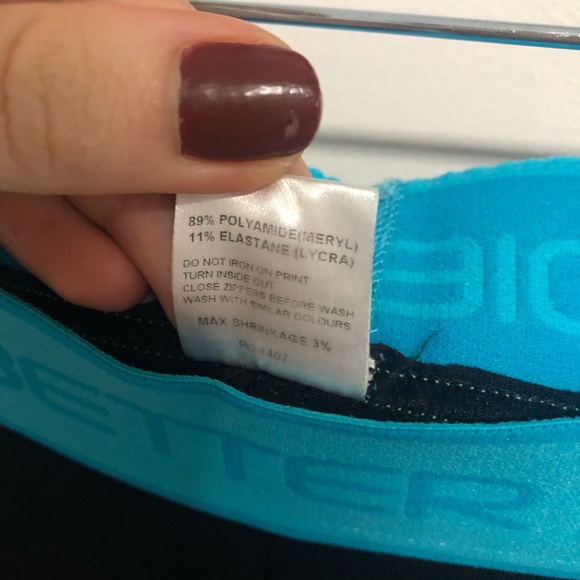 89% POLYAMIDE(MERYL)
11% ELASTANE (LYCRA)
DO NOT IRON ON PRINT
TURN INSIDE OUT
CLOSE ZIPPERS BEFORE WASH
WASH WITH SIMILAR COLOURS
MAX SHRINKAGE 3%
BETTER